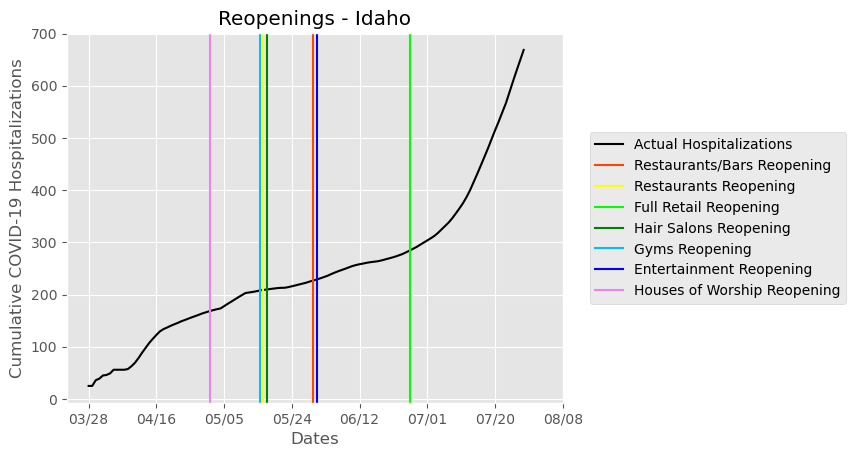 Reopenings - Idaho
Cumulative COVID-19 Hospitalizations
700
600
500
400
300
200
100
0
03/28 04/16 05/05 05/24 06/12 07/01 07/20 08/08
Dates
Actual Hospitalizations
Restaurants/Bars Reopening
Restaurants Reopening
Full Retail Reopening
Hair Salons Reopening
Gyms Reopening
Entertainment Reopening
Houses of Worship Reopening